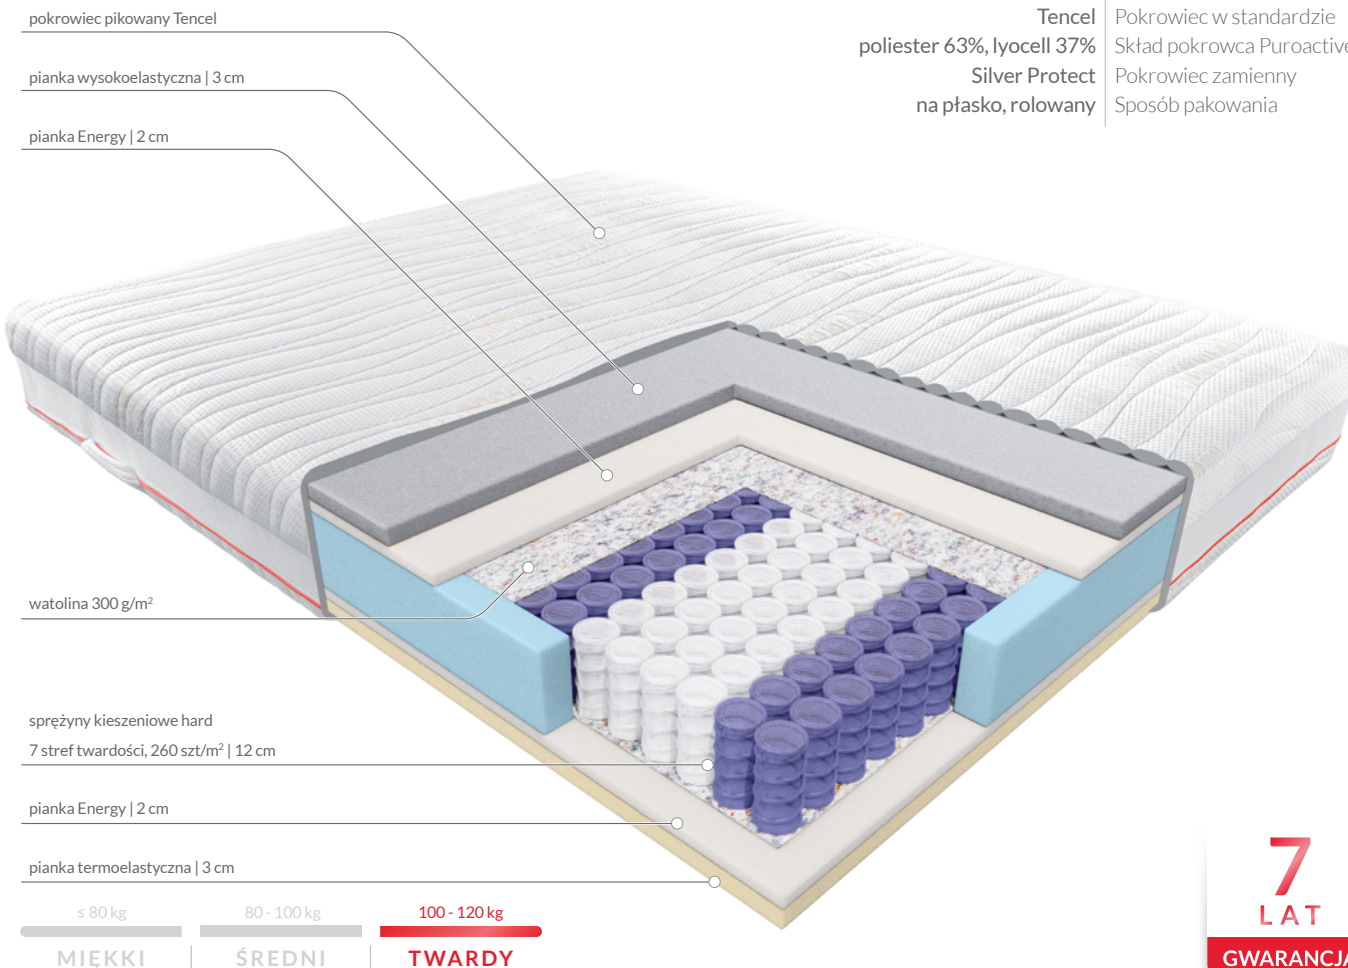 pokrowiec pikowany Tencel
pianka wysokoelastyczna | 3 cm
pianka Energy | 2 cm
Tencel | Pokrowiec w standardzie
poliester 63%, lyocell 37% | Skład pokrowca Puroactive
Silver Protect | Pokrowiec zamienny
na płasko, rolowany | Sposób pakowania
watolina 300 g/m²
sprężyny kieszeniowe hard
7 stref twardości, 260 szt/m² | 12 cm
pianka Energy | 2 cm
pianka termoelastyczna | 3 cm
≤ 80 kg 80 - 100 kg 100 - 120 kg
MIĘKKI | ŚREDNI | TWARDY
7
LAT
GWARANCJA